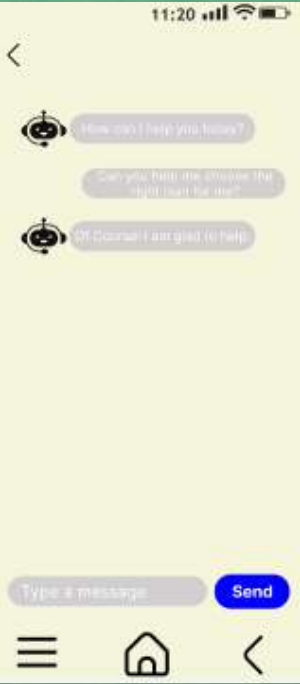 11:20
How can I help you today?
Can you help me choose the
right loan for me?
Of Course! I am glad to help
Type a message
Send